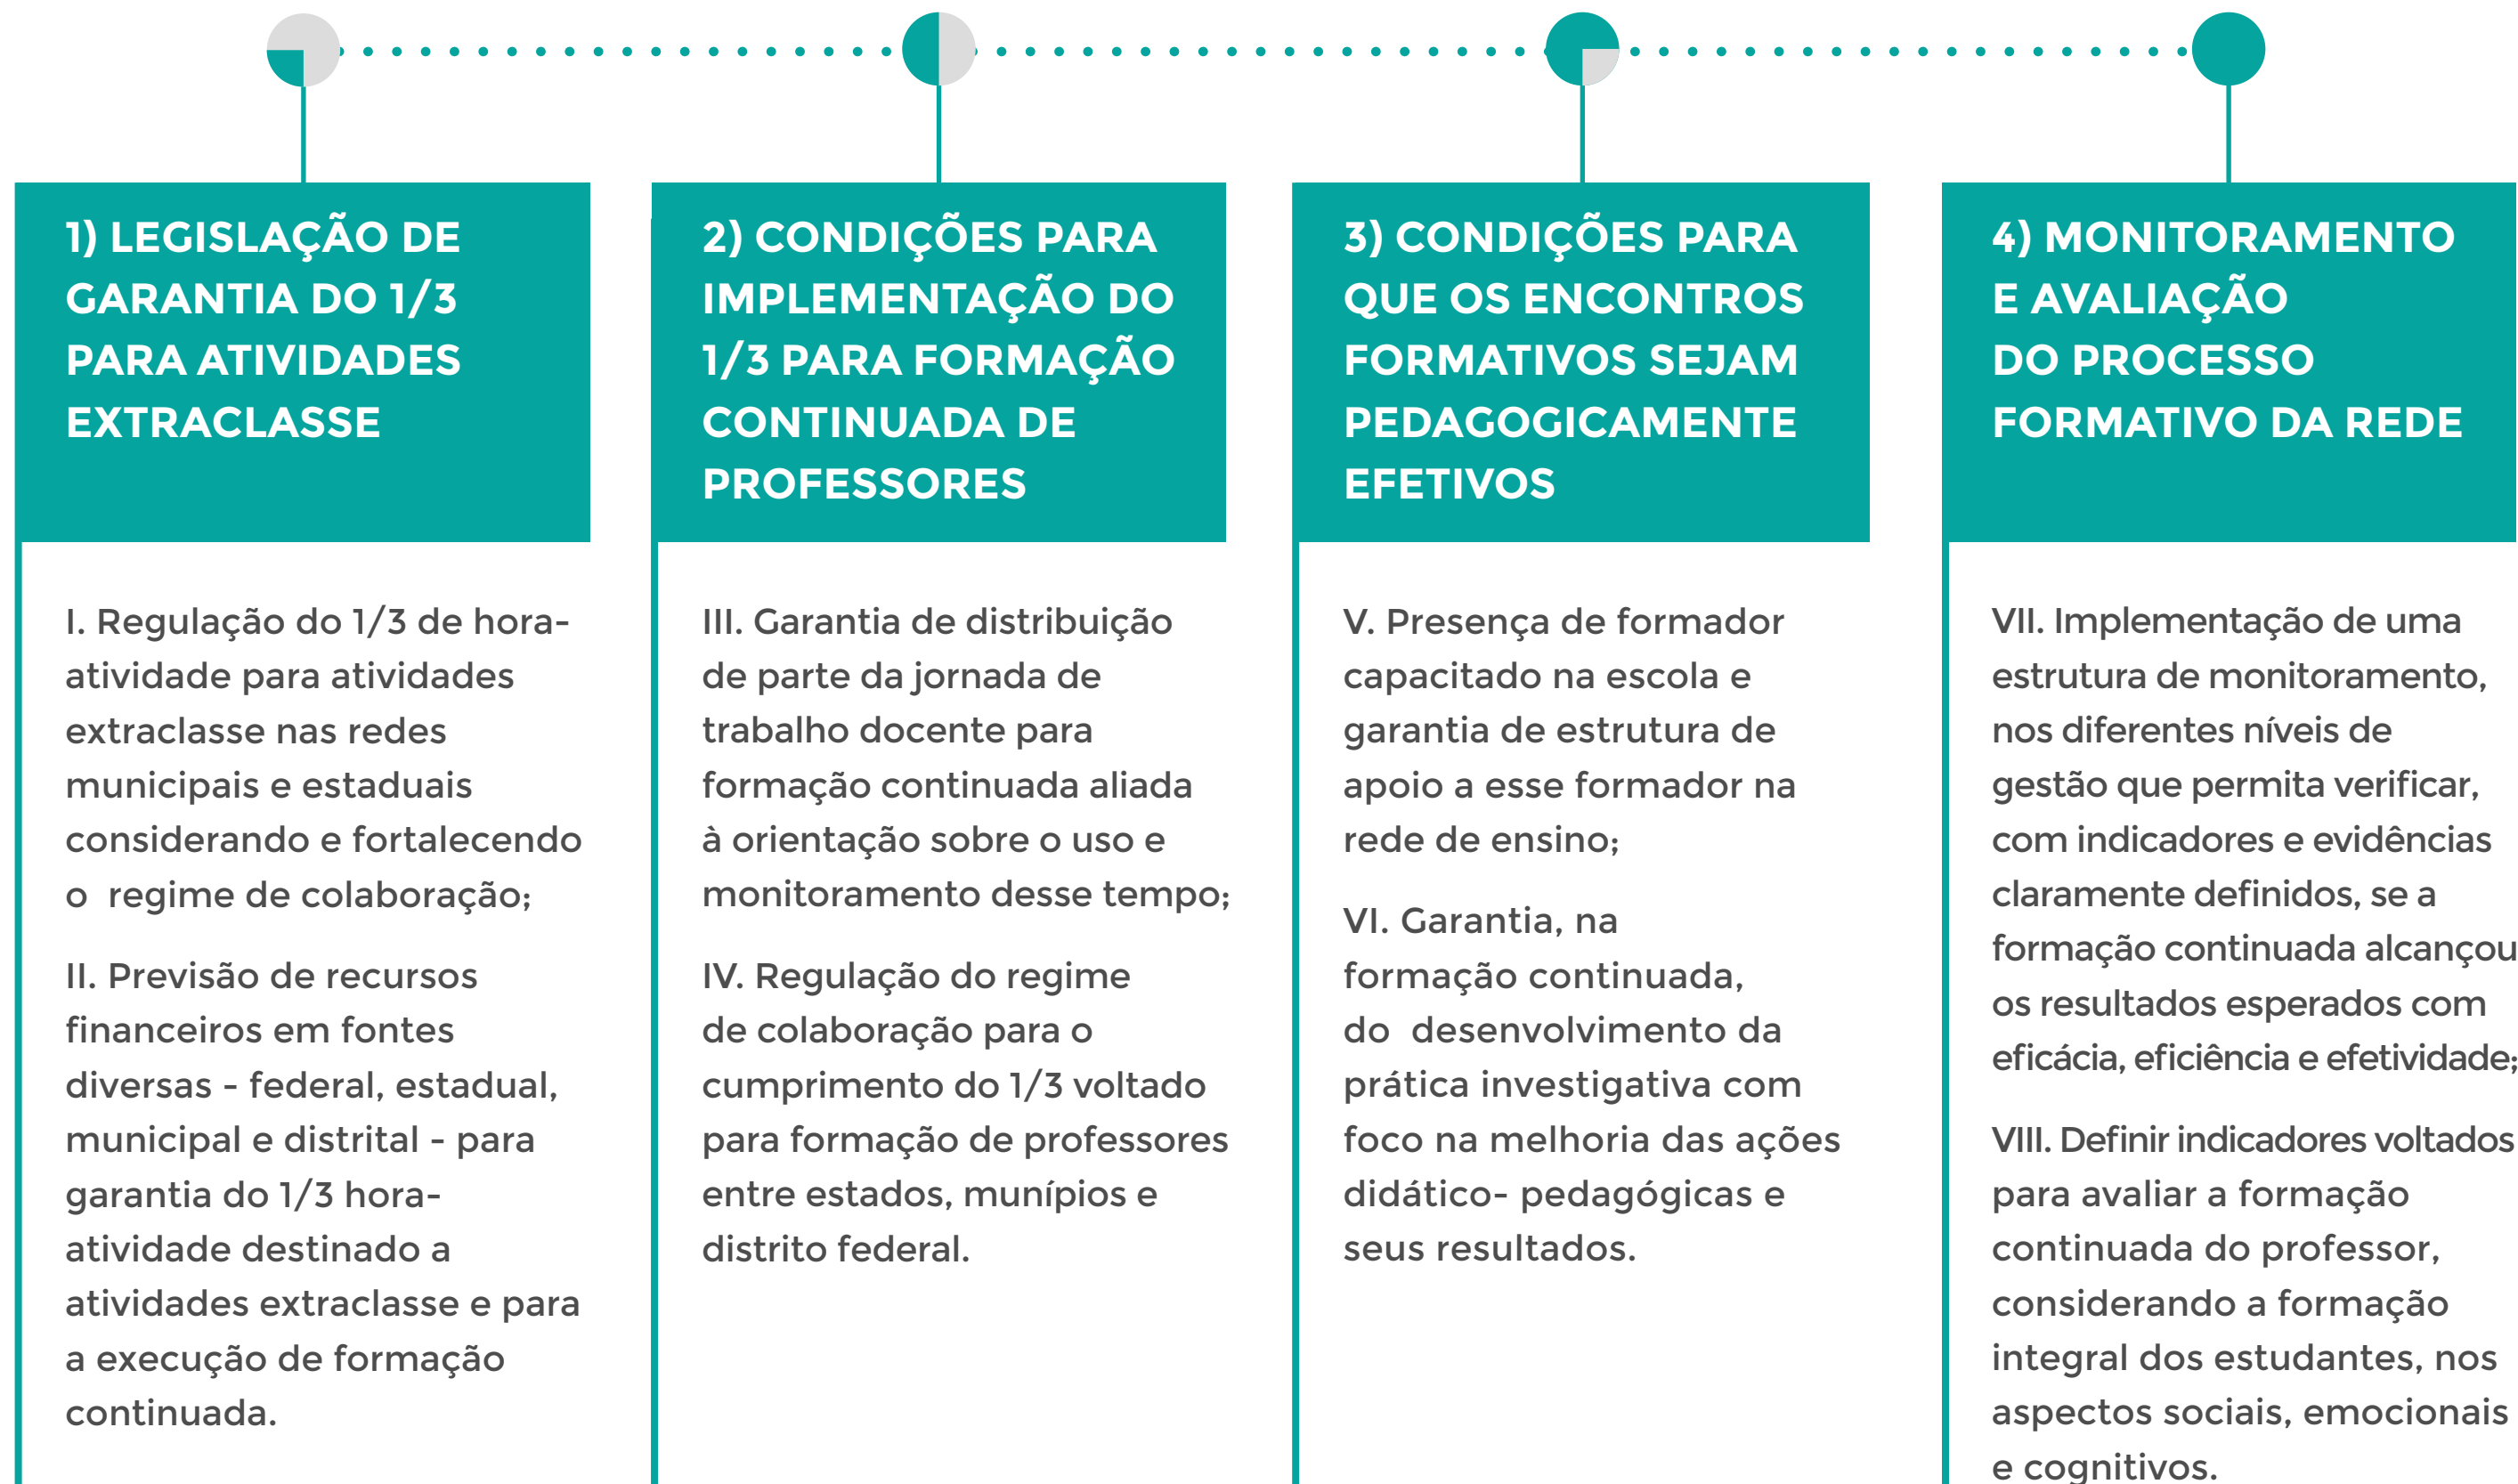 1) LEGISLAÇÃO DE
GARANTIA DO 1/3
PARA ATIVIDADES
EXTRACLASSE
I. Regulação do 1/3 de hora-
atividade para atividades
extraclasse nas redes
municipais e estaduais
considerando e fortalecendo
o regime de colaboração;
II. Previsão de recursos
financeiros em fontes
diversas - federal, estadual,
municipal e distrital - para
garantia do 1/3 hora-
atividade destinado a
atividades extraclasse e para
a execução de formação
continuada.
2) CONDIÇÕES PARA
IMPLEMENTAÇÃO DO
1/3 PARA FORMAÇÃO
CONTINUADA DE
PROFESSORES
III. Garantia de distribuição
de parte da jornada de
trabalho docente para
formação continuada aliada
à orientação sobre o uso e
monitoramento desse tempo;
IV. Regulação do regime
de colaboração para o
cumprimento do 1/3 voltado
para formação de professores
entre estados, munípios e
distrito federal.
3) CONDIÇÕES PARA
QUE OS ENCONTROS
FORMATIVOS SEJAM
PEDAGOGICAMENTE
EFETIVOS
V. Presença de formador
capacitado na escola e
garantia de estrutura de
apoio a esse formador na
rede de ensino;
VI. Garantia, na
formação continuada,
do desenvolvimento da
prática investigativa com
foco na melhoria das ações
didático- pedagógicas e
seus resultados.
4) MONITORAMENTO
E AVALIAÇÃO
DO PROCESSO
FORMATIVO DA REDE
VII. Implementação de uma
estrutura de monitoramento,
nos diferentes níveis de
gestão que permita verificar,
com indicadores e evidências
claramente definidos, se a
formação continuada alcançou
os resultados esperados com
eficácia, eficiência e efetividade;
VIII. Definir indicadores voltados
para avaliar a formação
continuada do professor,
considerando a formação
integral dos estudantes, nos
aspectos sociais, emocionais
e cognitivos.